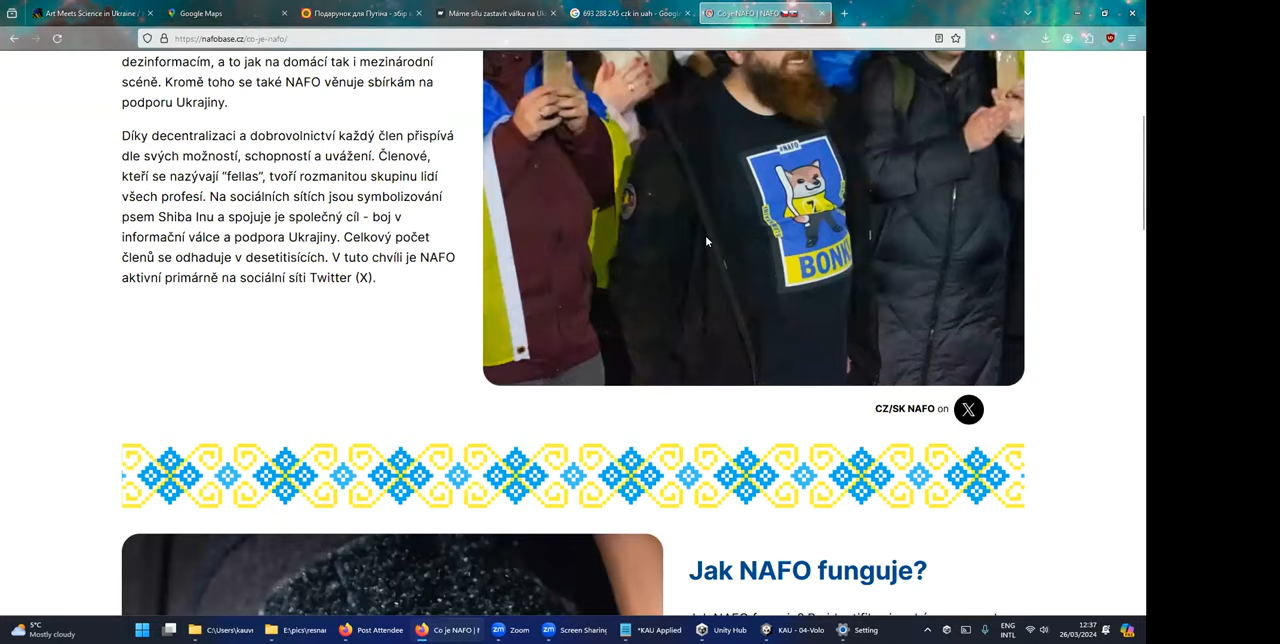 Art Meets Science in Ukraine /
Google Maps
Подарунок для Путіна - збір
Máme sílu zastavit válku na Uk
693 288 245 czk in uah - Google
Co je NAFO | NAFO
https://nafobase.cz/co-je-nafo/
dezinformacím, a to jak na domácí tak i mezinárodní
scéně. Kromě toho se také NAFO věnuje sbírkám na
podporu Ukrajiny.
Díky decentralizaci a dobrovolnictví každý člen přispívá
dle svých možností, schopností a uvážení. Členové,
kteří se nazývají “fellas”, tvoří rozmanitou skupinu lidí
všech profesí. Na sociálních sítích jsou symbolizování
psem Shiba Inu a spojuje je společný cíl - boj v
informační válce a podpora Ukrajiny. Celkový počet
členů se odhaduje v desetitisících. V tuto chvíli je NAFO
aktivní primárně na sociální síti Twitter (X).
#NAFO
BONK
CZ/SK NAFO on
X
Jak NAFO funguje?
5°C
Mostly cloudy
C:\Users\kauv
E:\pics\resnar
Post Attendee
Co je NAFO | N
zm
Zoom
zm
Screen Sharing
*KAU Applied
Unity Hub
KAU - 04-Volo
Setting
ENG
INTL
12:37
26/03/2024